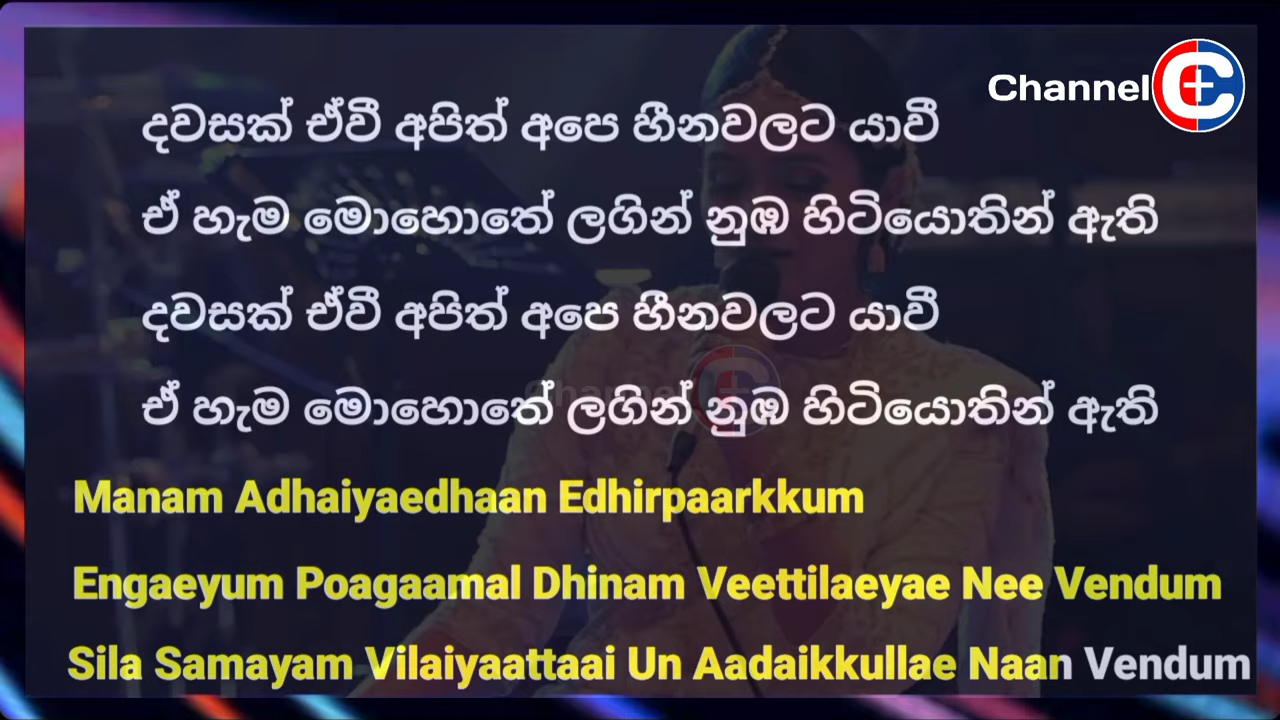 Channel
දවසක් ඒවී අපිත් අපෙ හීනවලට යාවී
ඒ හැම මොහොතේ ලගින් නුඹ හිටියොතින් ඇති
දවසක් ඒවී අපිත් අපෙ හීනවලට යාවී
ඒ හැම මොහොතේ ලගින් නුඹ හිටියොතින් ඇති
Channel
Manam Adhaiyaedhaan Edhirpaarkkum
Engaeyum Poagaamal Dhinam Veettilaeyae Nee Vendum
Sila Samayam Vilaiyaattaai Un Aadaikkullae Naan Vendum